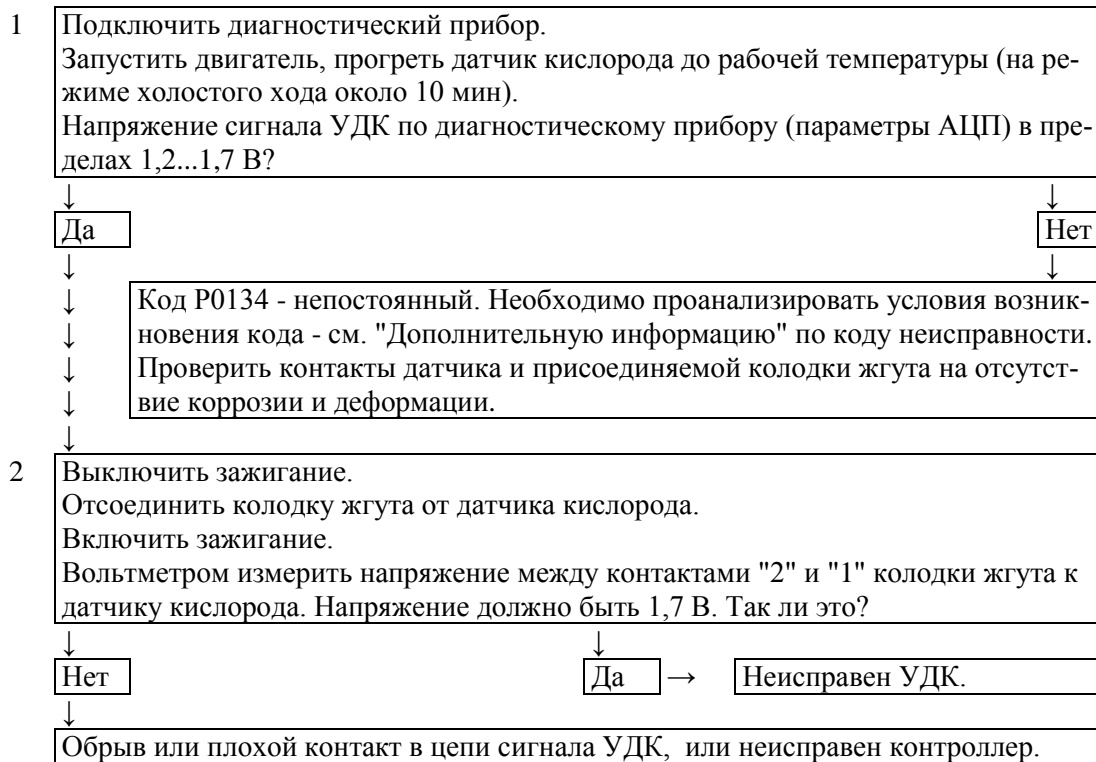 1 Подключить диагностический прибор.
Запустить двигатель, прогреть датчик кислорода до рабочей температуры (на ре-
жиме холостого хода около 10 мин).
Напряжение сигнала УДК по диагностическому прибору (параметры АЦП) в пре-
делах 1,2...1,7 В?
↓ ↓
Да Нет
↓ ↓
↓ Код Р0134 - непостоянный. Необходимо проанализировать условия возник-
↓ новения кода - см. "Дополнительную информацию" по коду неисправности.
↓ Проверить контакты датчика и присоединяемой колодки жгута на отсутст-
↓ вие коррозии и деформации.
↓
2 Выключить зажигание.
Отсоединить колодку жгута от датчика кислорода.
Включить зажигание.
Вольтметром измерить напряжение между контактами "2" и "1" колодки жгута к
датчику кислорода. Напряжение должно быть 1,7 В. Так ли это?
↓ ↓
Нет Да → Неисправен УДК.
↓
Обрыв или плохой контакт в цепи сигнала УДК, или неисправен контроллер.